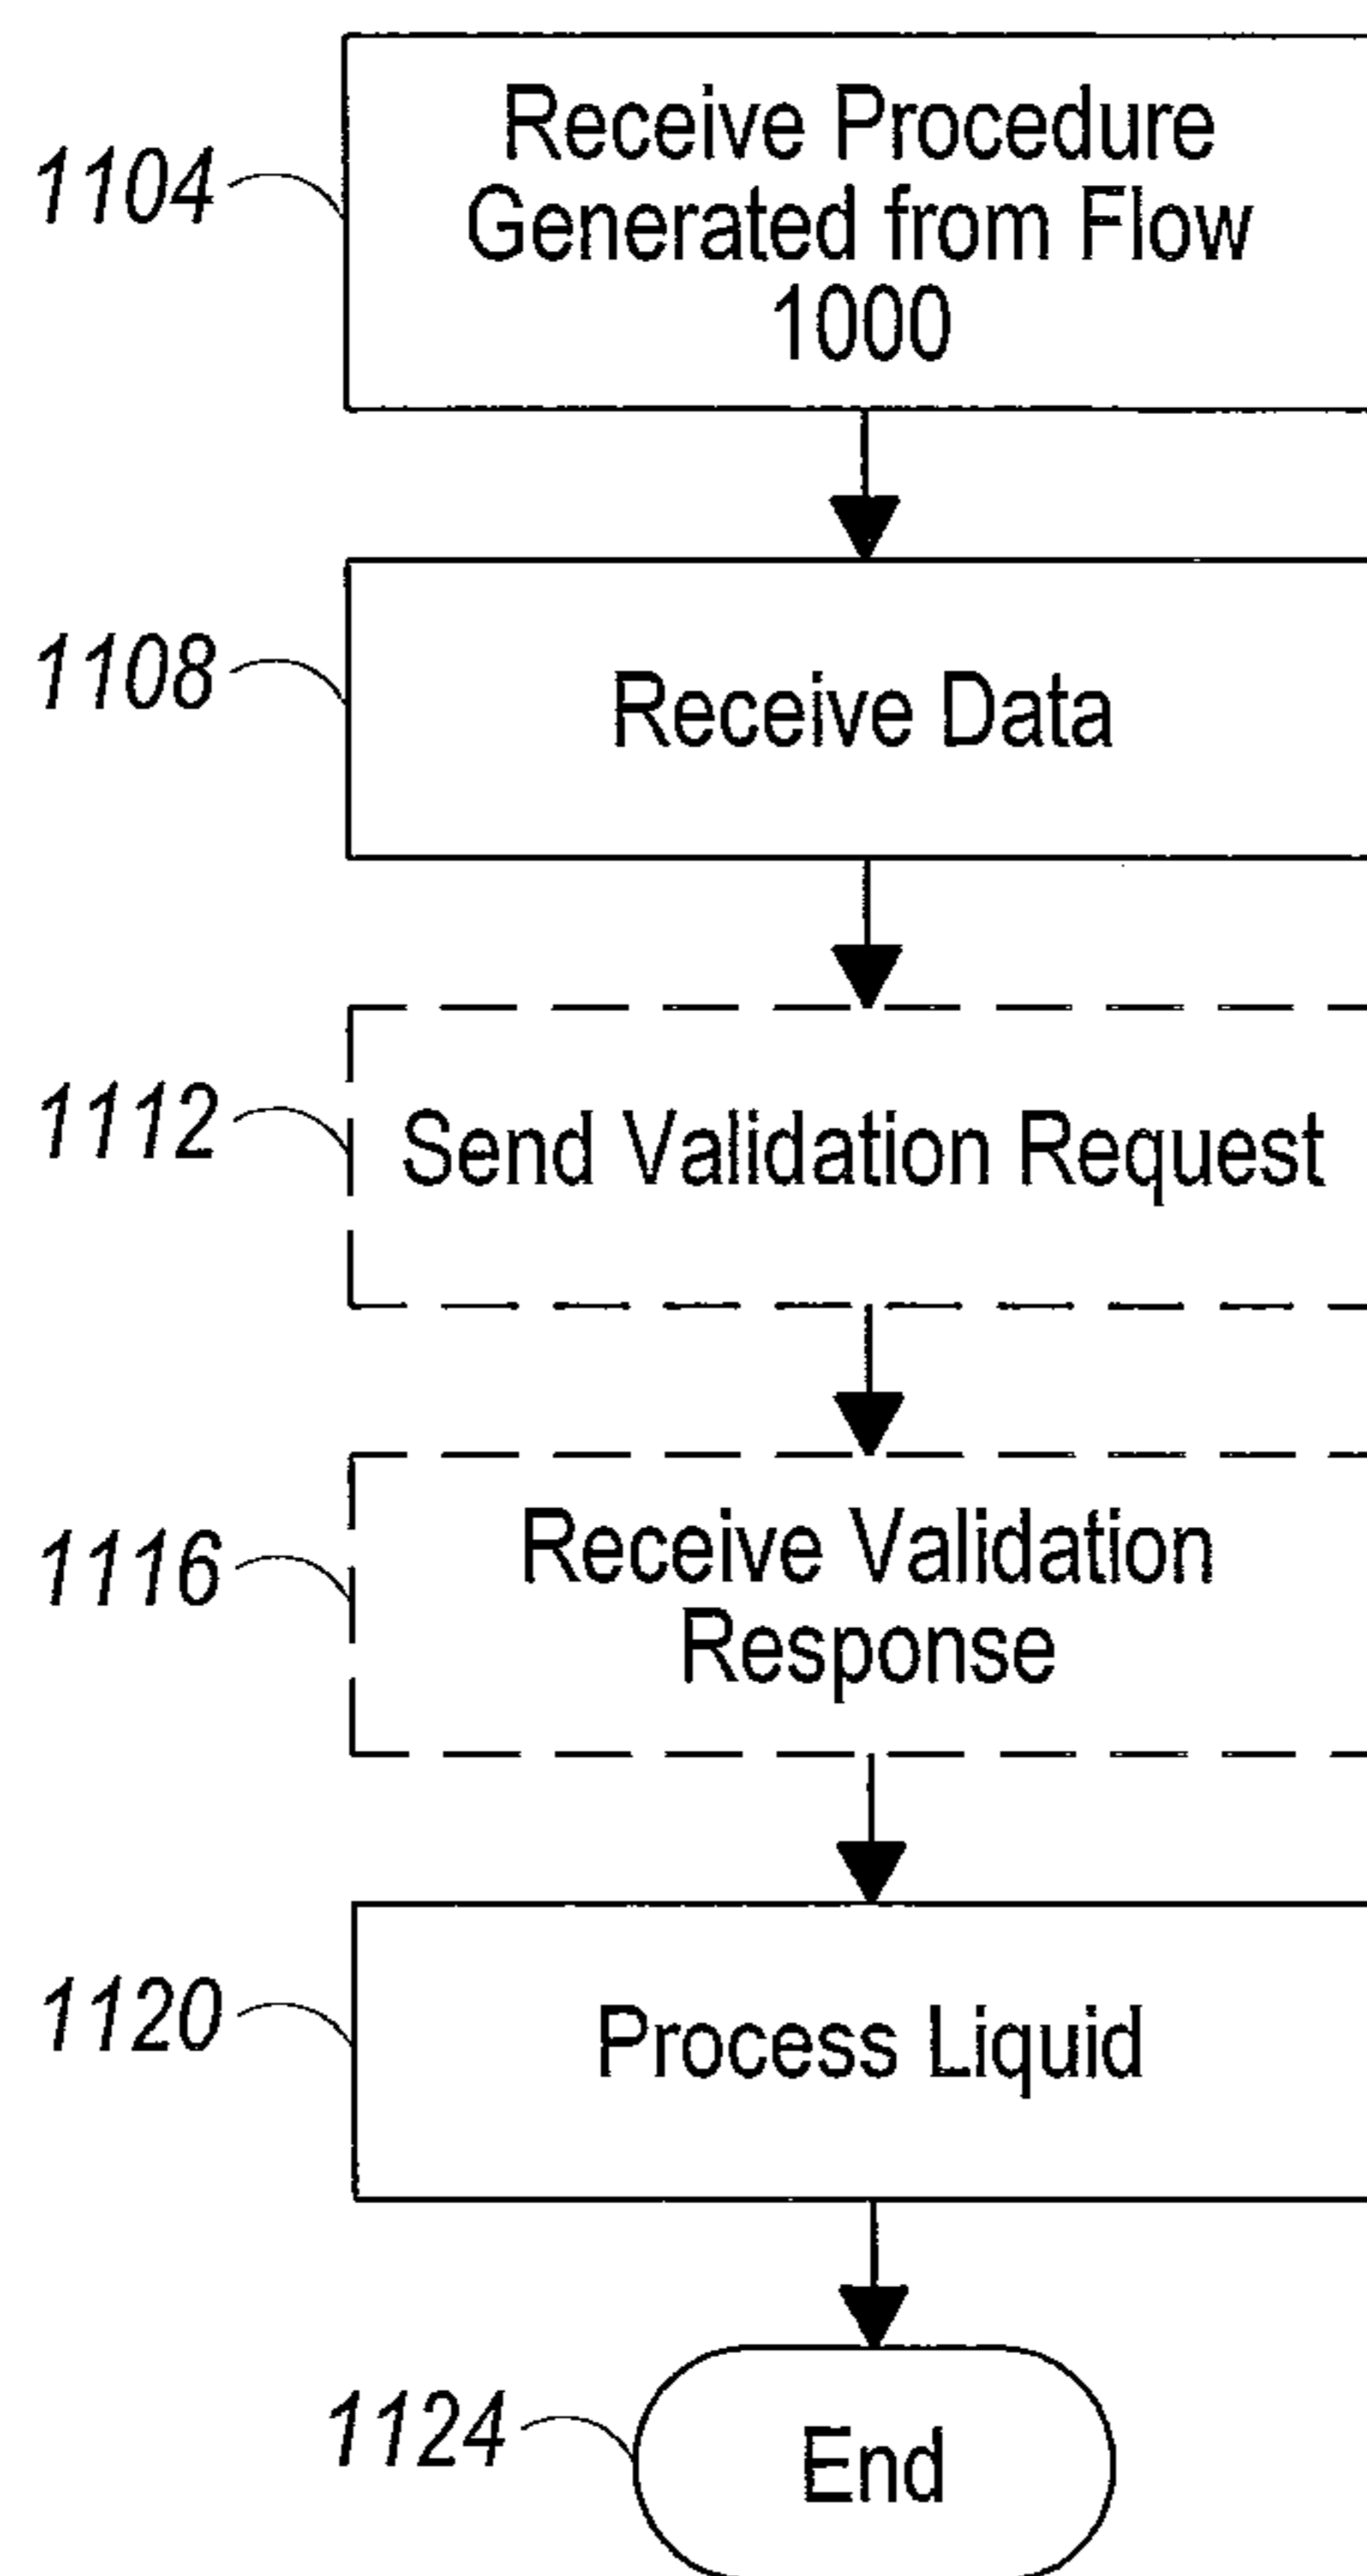 1104
Receive Procedure
Generated from Flow
1000
1108
Receive Data
1112
Send Validation Request
1116
Receive Validation
Response
1120
Process Liquid
1124
End